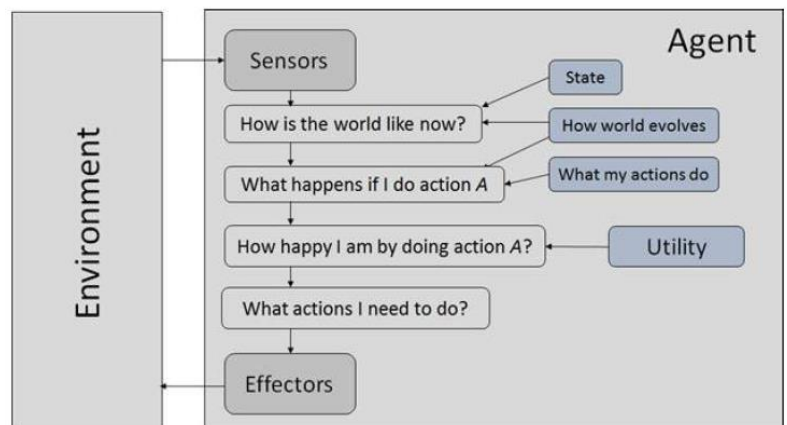 Agent
Environment
Sensors
State
How is the world like now?
How world evolves
What happens if I do action A
What my actions do
How happy I am by doing action A?
Utility
What actions I need to do?
Effectors